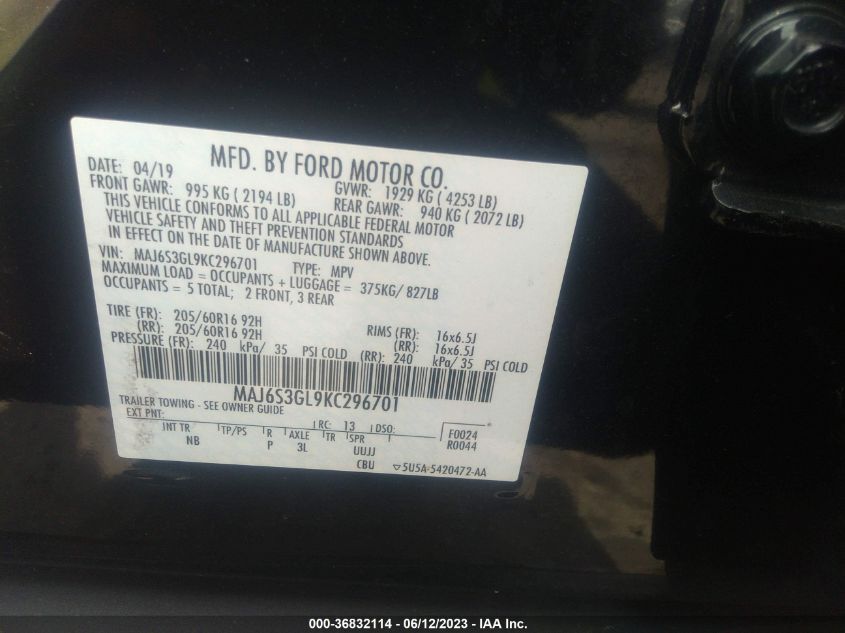 MFD. BY FORD MOTOR CO.
DATE: 04/19 GVWR: 1929 KG ( 4253 LB)
FRONT GAWR: 995 KG ( 2194 LB) REAR GAWR: 940 KG ( 2072 LB)
THIS VEHICLE CONFORMS TO ALL APPLICABLE FEDERAL MOTOR
VEHICLE SAFETY AND THEFT PREVENTION STANDARDS
IN EFFECT ON THE DATE OF MANUFACTURE SHOWN ABOVE.
VIN: MAJ6S3GL9KC296701 TYPE: MPV
MAXIMUM LOAD = OCCUPANTS + LUGGAGE = 375KG/ 827LB
OCCUPANTS = 5 TOTAL; 2 FRONT, 3 REAR
TIRE (FR): 205/60R16 92H RIMS (FR): 16x6.5J
(RR): 205/60R16 92H (RR): 16x6.5J
PRESSURE (FR): 240 kPa/ 35 PSI COLD (RR): 240 kPa/ 35 PSI COLD
MAJ6S3GL9KC296701
TRAILER TOWING - SEE OWNER GUIDE
EXT PNT: RC: 13 DSO: F0024
INT TR TP/PS R AXLE TR SPR R0044
NB P 3L UUJJ
CBU 5U5A-5420472-AA
000-36832114 - 06/12/2023 - IAA Inc.